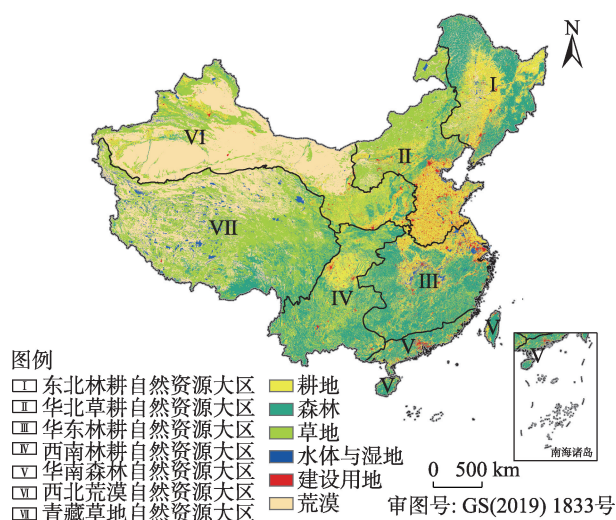 N
I
VI
II
VII
III
IV
V
V
V
V
南海诸岛
图例
I 东北林耕自然资源大区
II 华北草耕自然资源大区
III 华东林耕自然资源大区
IV 西南林耕自然资源大区
V 华南森林自然资源大区
VI 西北荒漠自然资源大区
VII 青藏草地自然资源大区
耕地
森林
草地
水体与湿地
建设用地
荒漠
0 500 km
审图号: GS(2019) 1833号